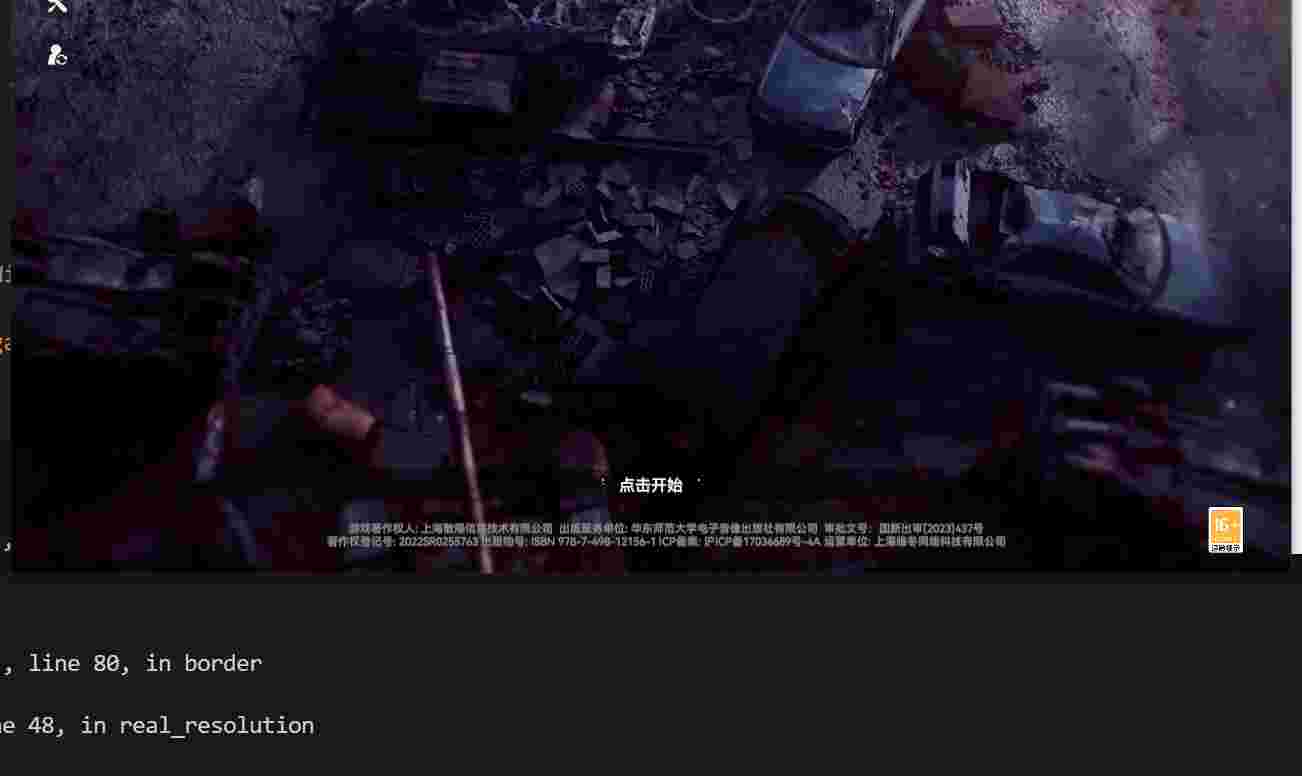 点击开始
游戏著作权人: 上海散爆信息技术有限公司 出版服务单位: 华东师范大学电子音像出版社有限公司 审批文号: 国新出审[2023]437号
著作权登记号: 2022SR0255763 出版物号: ISBN 978-7-498-12156-1 ICP备案: 沪ICP备17036689号-4A 运营单位: 上海暗冬网络科技有限公司
16+
, line 80, in border
ne 48, in real_resolution